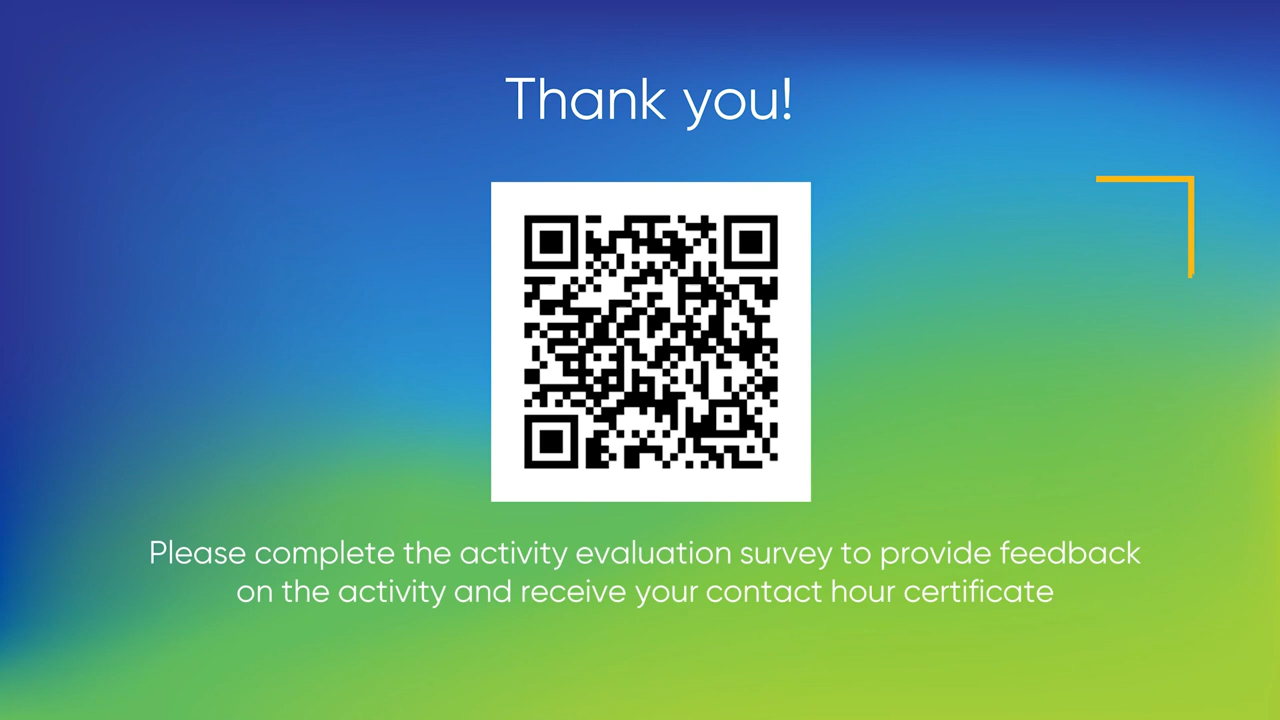 Thank you!
Please complete the activity evaluation survey to provide feedback
on the activity and receive your contact hour certificate